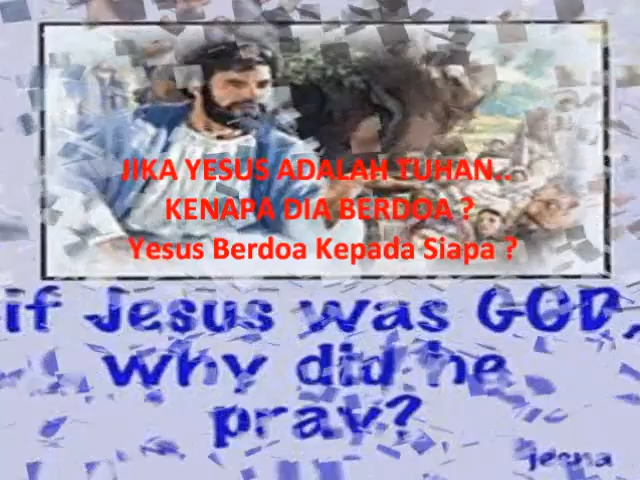 JIKA YESUS ADALAH TUHAN..
KENAPA DIA BERDOA ?
Yesus Berdoa Kepada Siapa ?
if Jesus was GOD,
why did he
pray?
jesna